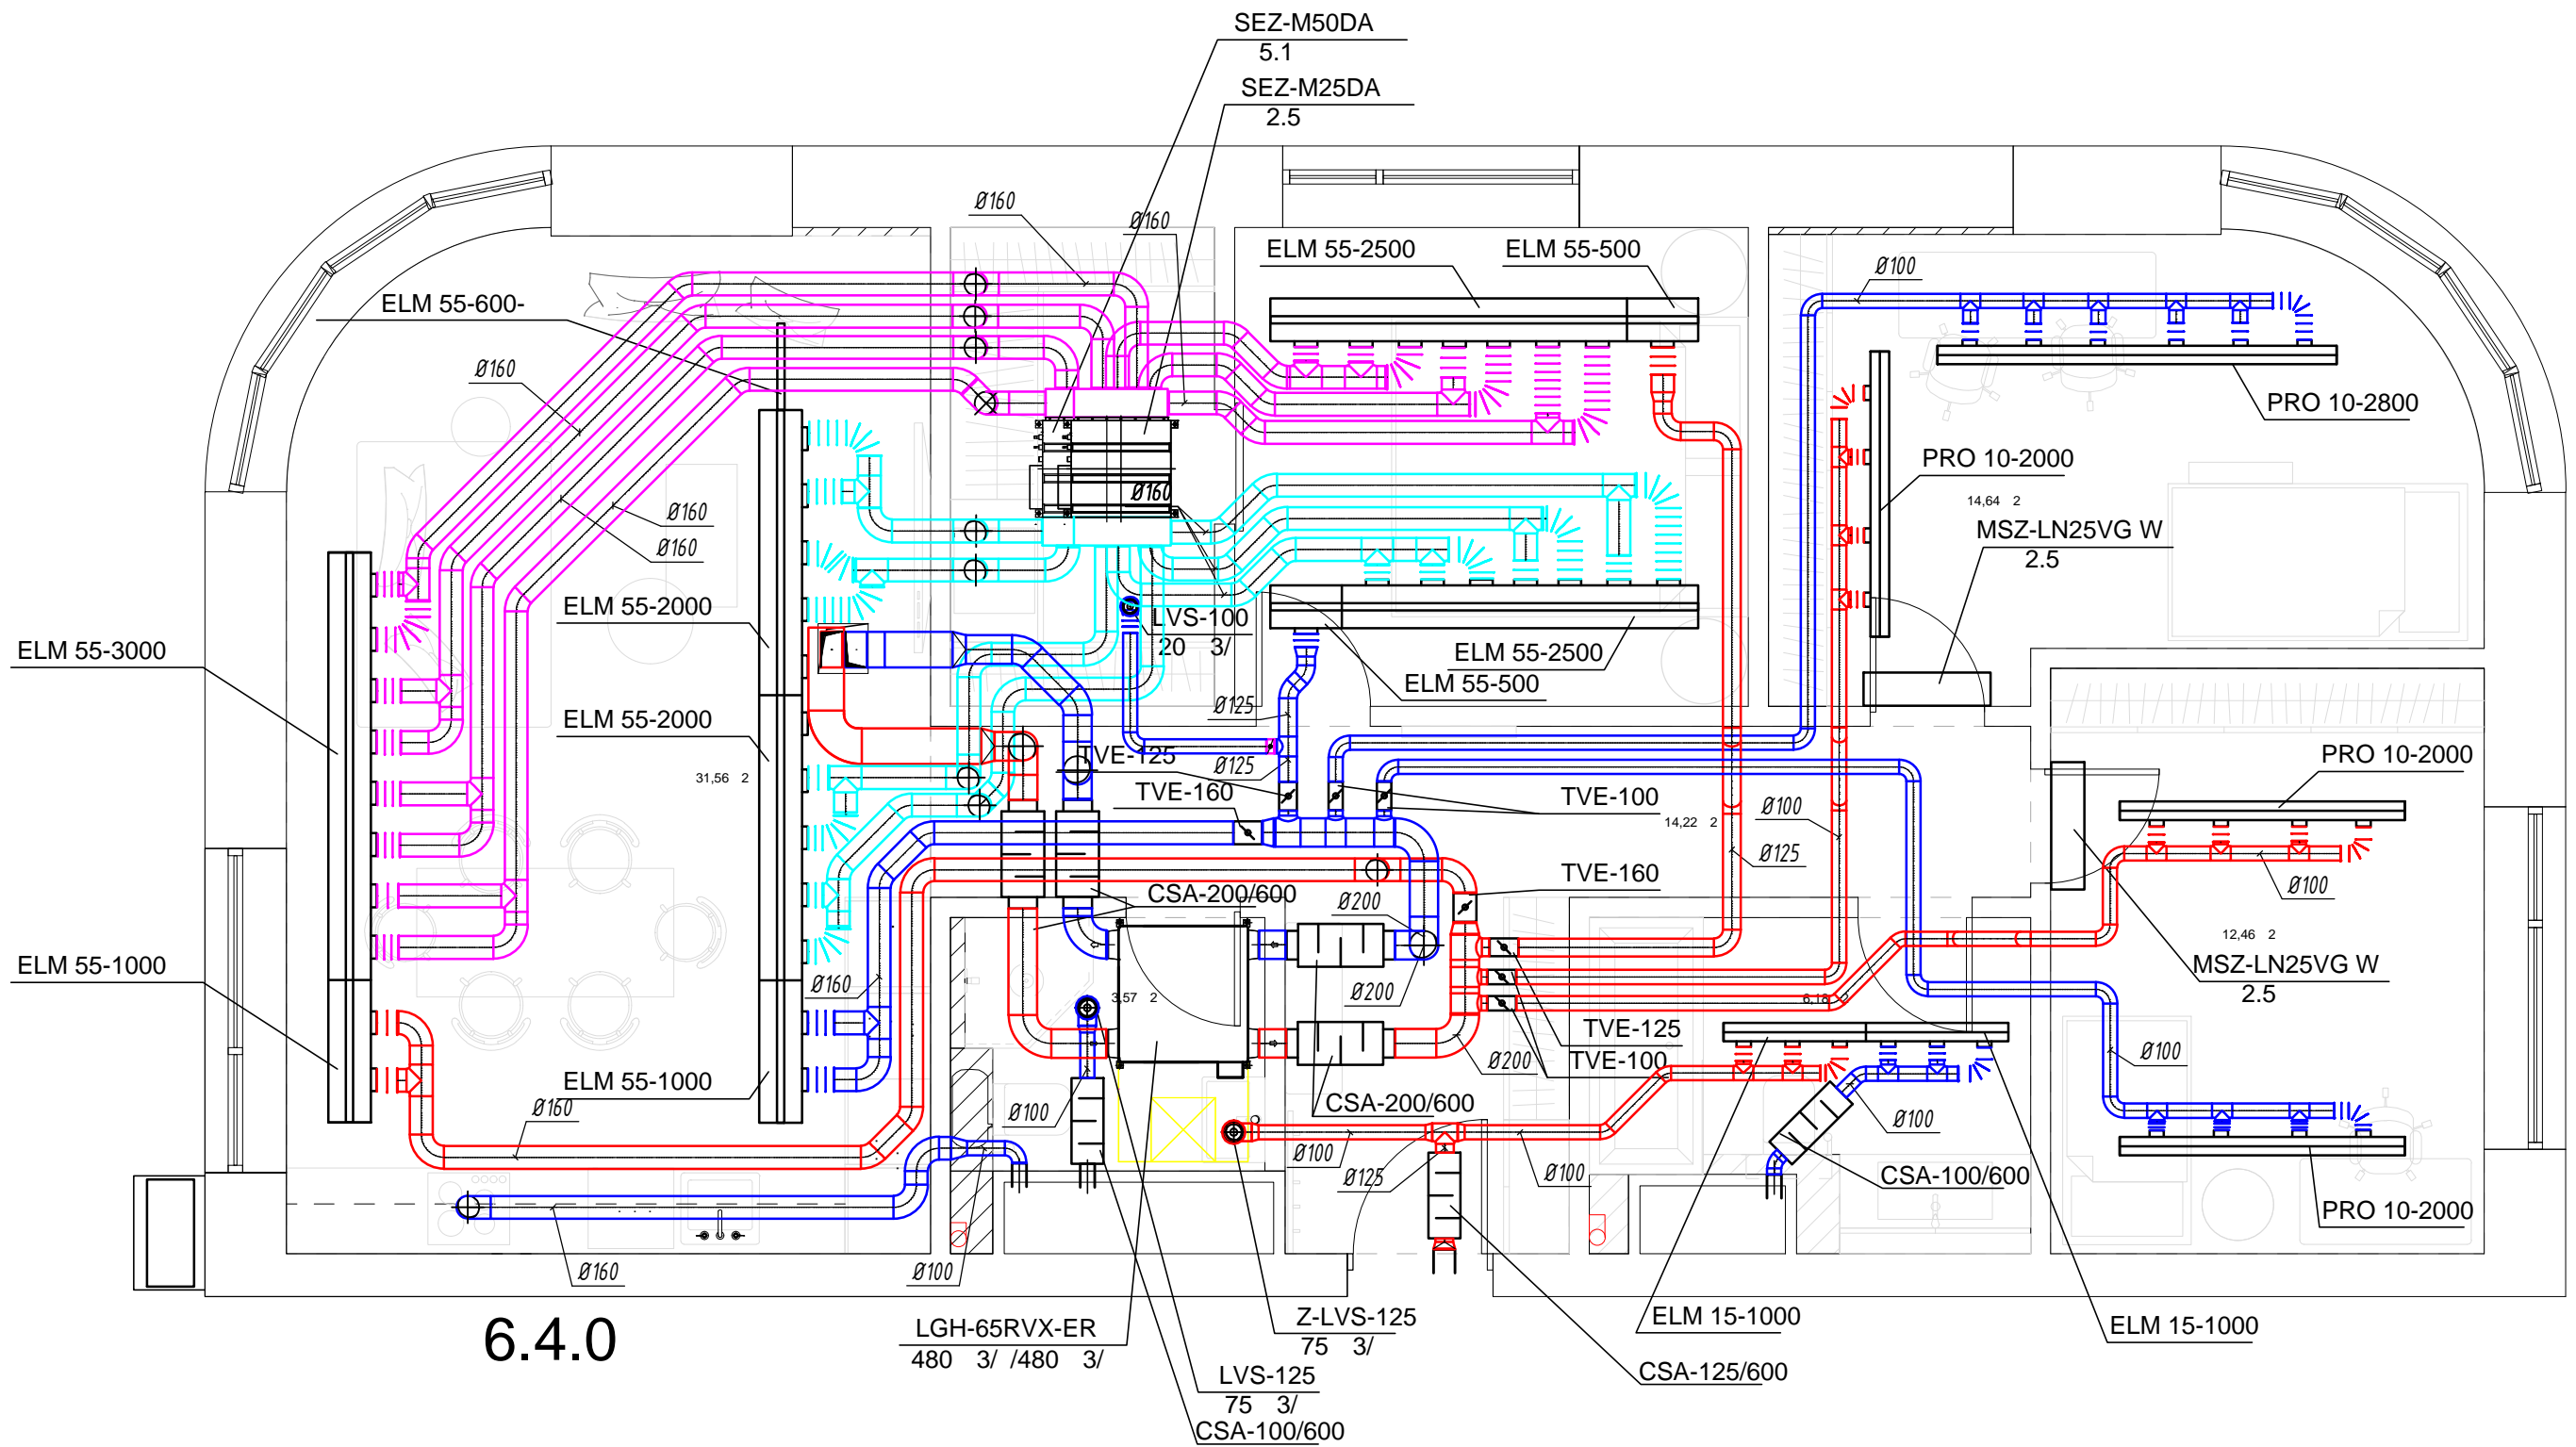 SEZ-M50DA
5.1
SEZ-M25DA
2.5
Ø160
Ø160
ELM 55-2500
ELM 55-500
Ø100
ELM 55-600-
Ø160
PRO 10-2800
PRO 10-2000
Ø160
14,64 2
Ø160
MSZ-LN25VG W
2.5
Ø160
ELM 55-2000
LVS-100
20 3/
ELM 55-3000
ELM 55-2500
ELM 55-500
Ø125
ELM 55-2000
TVE-125
Ø125
PRO 10-2000
31,56 2
TVE-160
TVE-100
Ø100
14,22 2
Ø125
TVE-160
CSA-200/600
Ø200
Ø100
12,46 2
ELM 55-1000
MSZ-LN25VG W
2.5
Ø160
3,57 2
Ø200
6,18
TVE-125
TVE-100
Ø200
Ø100
ELM 55-1000
Ø160
Ø100
CSA-200/600
Ø100
Ø100
Ø125
Ø100
CSA-100/600
PRO 10-2000
Ø160
Ø100
6.4.0
LGH-65RVX-ER
480 3/ /480 3/
Z-LVS-125
75 3/
ELM 15-1000
ELM 15-1000
LVS-125
75 3/
CSA-125/600
CSA-100/600